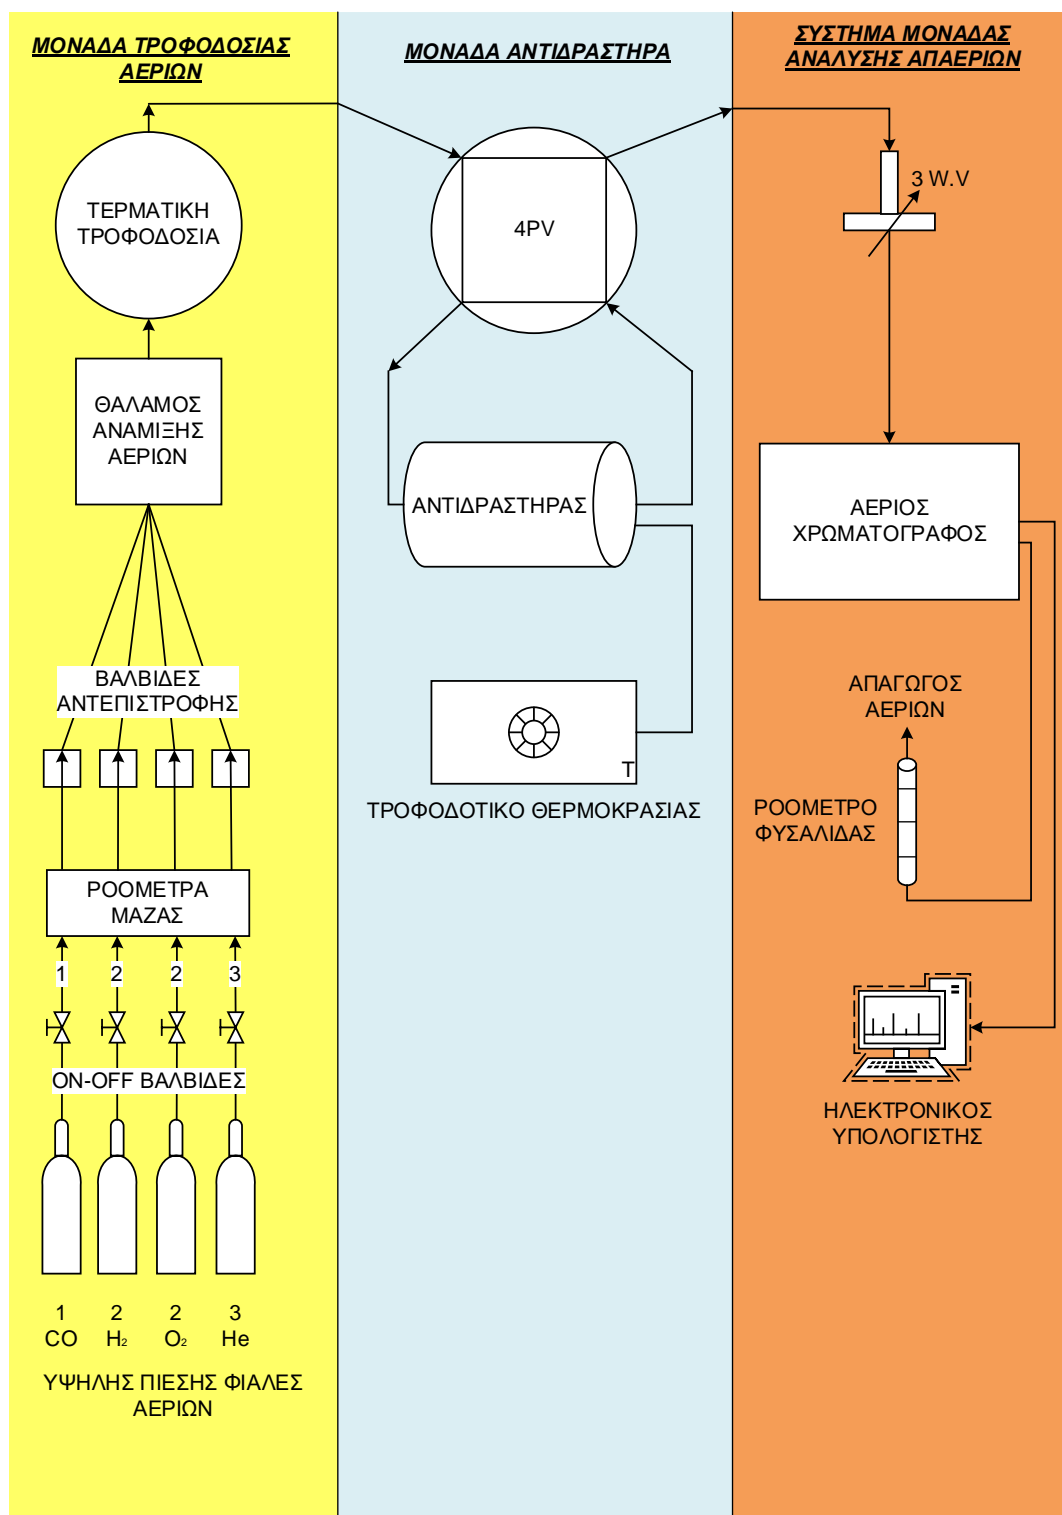 ΜΟΝΑΔΑ ΤΡΟΦΟΔΟΣΙΑΣ
ΑΕΡΙΩΝ
ΤΕΡΜΑΤΙΚΗ
ΤΡΟΦΟΔΟΣΙΑ
ΘΑΛΑΜΟΣ
ΑΝΑΜΙΞΗΣ
ΑΕΡΙΩΝ
ΒΑΛΒΙΔΕΣ
ΑΝΤΕΠΙΣΤΡΟΦΗΣ
ΡΟΟΜΕΤΡΑ
ΜΑΖΑΣ
1 2 2 3
ON-OFF ΒΑΛΒΙΔΕΣ
1 2 2 3
CO H₂ O₂ He
ΥΨΗΛΗΣ ΠΙΕΣΗΣ ΦΙΑΛΕΣ
ΑΕΡΙΩΝ
ΜΟΝΑΔΑ ΑΝΤΙΔΡΑΣΤΗΡΑ
4PV
ΑΝΤΙΔΡΑΣΤΗΡΑΣ
T
ΤΡΟΦΟΔΟΤΙΚΟ ΘΕΡΜΟΚΡΑΣΙΑΣ
ΣΥΣΤΗΜΑ ΜΟΝΑΔΑΣ
ΑΝΑΛΥΣΗΣ ΑΠΑΕΡΙΩΝ
3 W.V
ΑΕΡΙΟΣ
ΧΡΩΜΑΤΟΓΡΑΦΟΣ
ΑΠΑΓΩΓΟΣ
ΑΕΡΙΩΝ
ΡΟΟΜΕΤΡΟ
ΦΥΣΑΛΙΔΑΣ
ΗΛΕΚΤΡΟΝΙΚΟΣ
ΥΠΟΛΟΓΙΣΤΗΣ